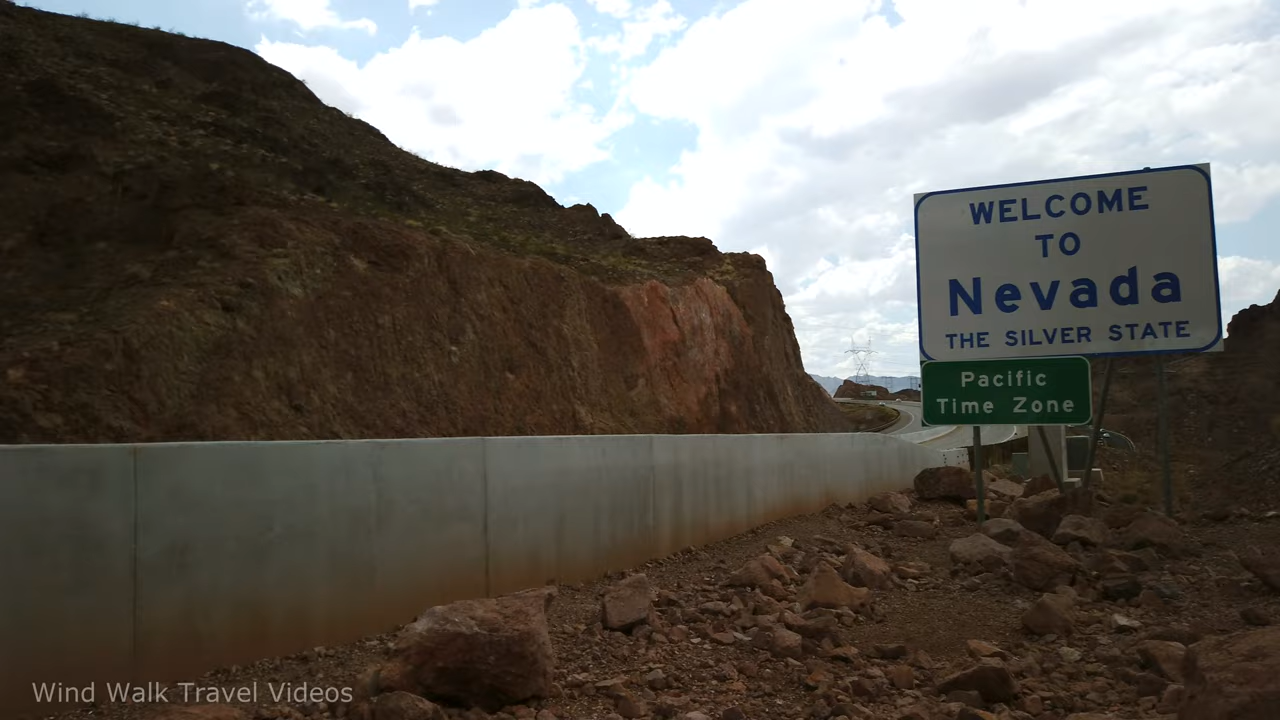 WELCOME
TO
Nevada
THE SILVER STATE
Pacific
Time Zone
Wind Walk Travel Videos